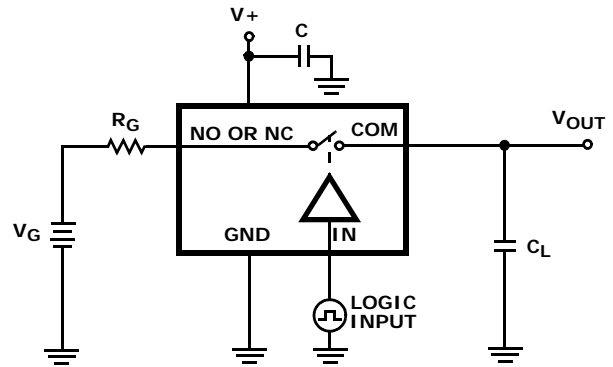 V+
C
RG
NO OR NC
COM
VOUT
VG
GND
IN
CL
LOGIC
INPUT